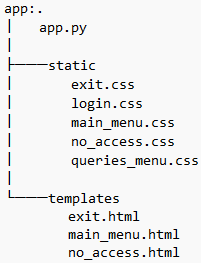 app:.
│   app.py
│
├───static
│       exit.css
│       login.css
│       main_menu.css
│       no_access.css
│       queries_menu.css
│
└───templates
        exit.html
        main_menu.html
        no_access.html